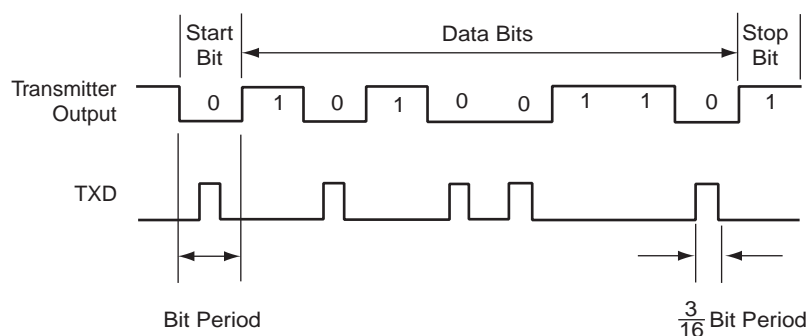 Start Bit
Data Bits
Stop Bit
Transmitter Output
0 1 0 1 0 0 1 1 0 1
TXD
Bit Period
3/16 Bit Period